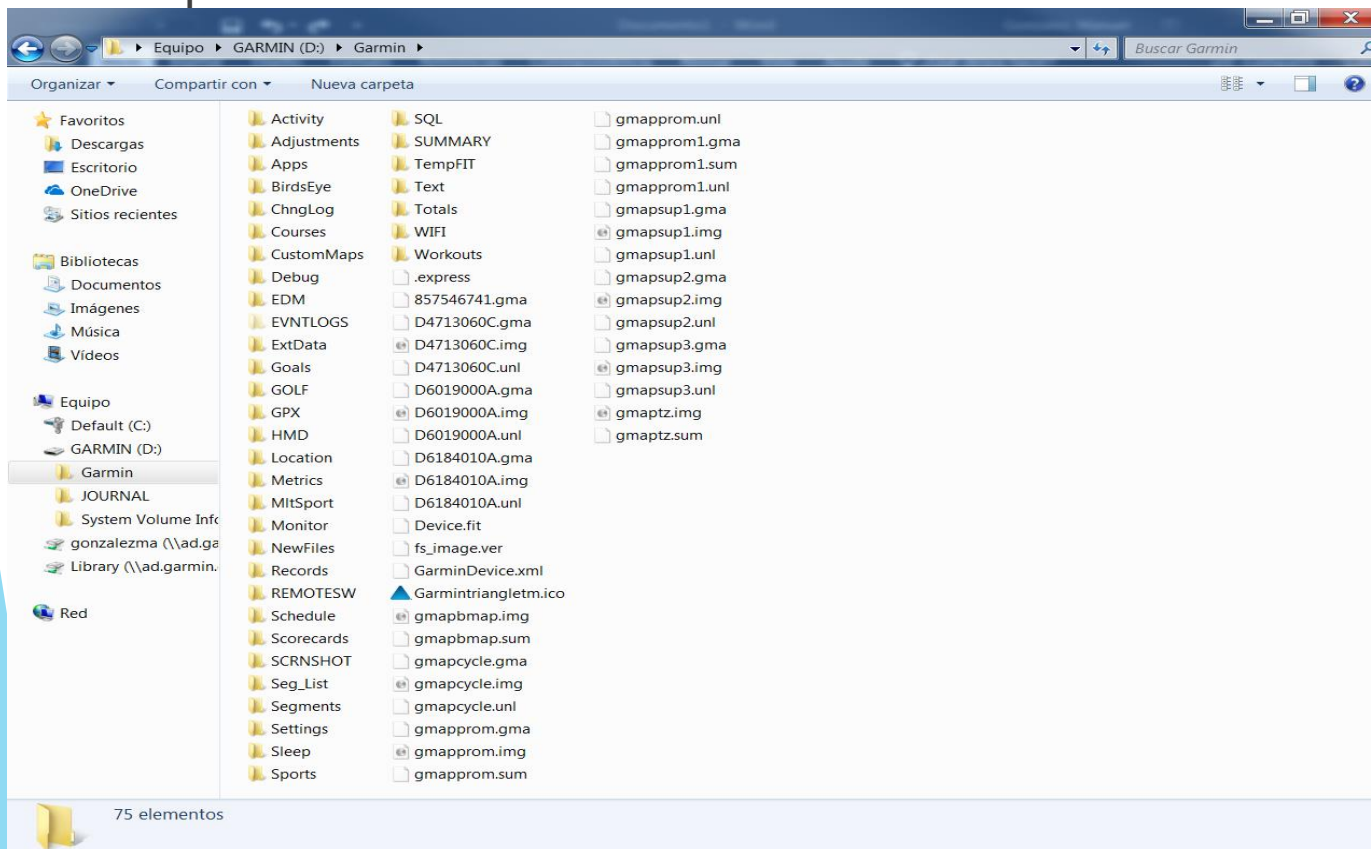 Equipo ▸ GARMIN (D:) ▸ Garmin ▸
Buscar Garmin
Organizar
Compartir con
Nueva carpeta
Favoritos
Descargas
Escritorio
OneDrive
Sitios recientes
Bibliotecas
Documentos
Imágenes
Música
Vídeos
Equipo
Default (C:)
GARMIN (D:)
Garmin
JOURNAL
System Volume Info
gonzalezma (\\ad.ga
Library (\\ad.garmin.
Red
Activity
Adjustments
Apps
BirdsEye
ChngLog
Courses
CustomMaps
Debug
EDM
EVNTLOGS
ExtData
Goals
GOLF
GPX
HMD
Location
Metrics
MltSport
Monitor
NewFiles
Records
REMOTESW
Schedule
Scorecards
SCRNSHOT
Seg_List
Segments
Settings
Sleep
Sports
SQL
SUMMARY
TempFIT
Text
Totals
WIFI
Workouts
.express
857546741.gma
D4713060C.gma
D4713060C.img
D4713060C.unl
D6019000A.gma
D6019000A.img
D6019000A.unl
D6184010A.gma
D6184010A.img
D6184010A.unl
Device.fit
fs_image.ver
GarminDevice.xml
Garmintriangletm.ico
gmapbmap.img
gmapbmap.sum
gmapcycle.gma
gmapcycle.img
gmapcycle.unl
gmapprom.gma
gmapprom.img
gmapprom.sum
gmapprom.unl
gmapprom1.gma
gmapprom1.sum
gmapprom1.unl
gmapsup1.gma
gmapsup1.img
gmapsup1.unl
gmapsup2.gma
gmapsup2.img
gmapsup2.unl
gmapsup3.gma
gmapsup3.img
gmapsup3.unl
gmaptz.img
gmaptz.sum
75 elementos